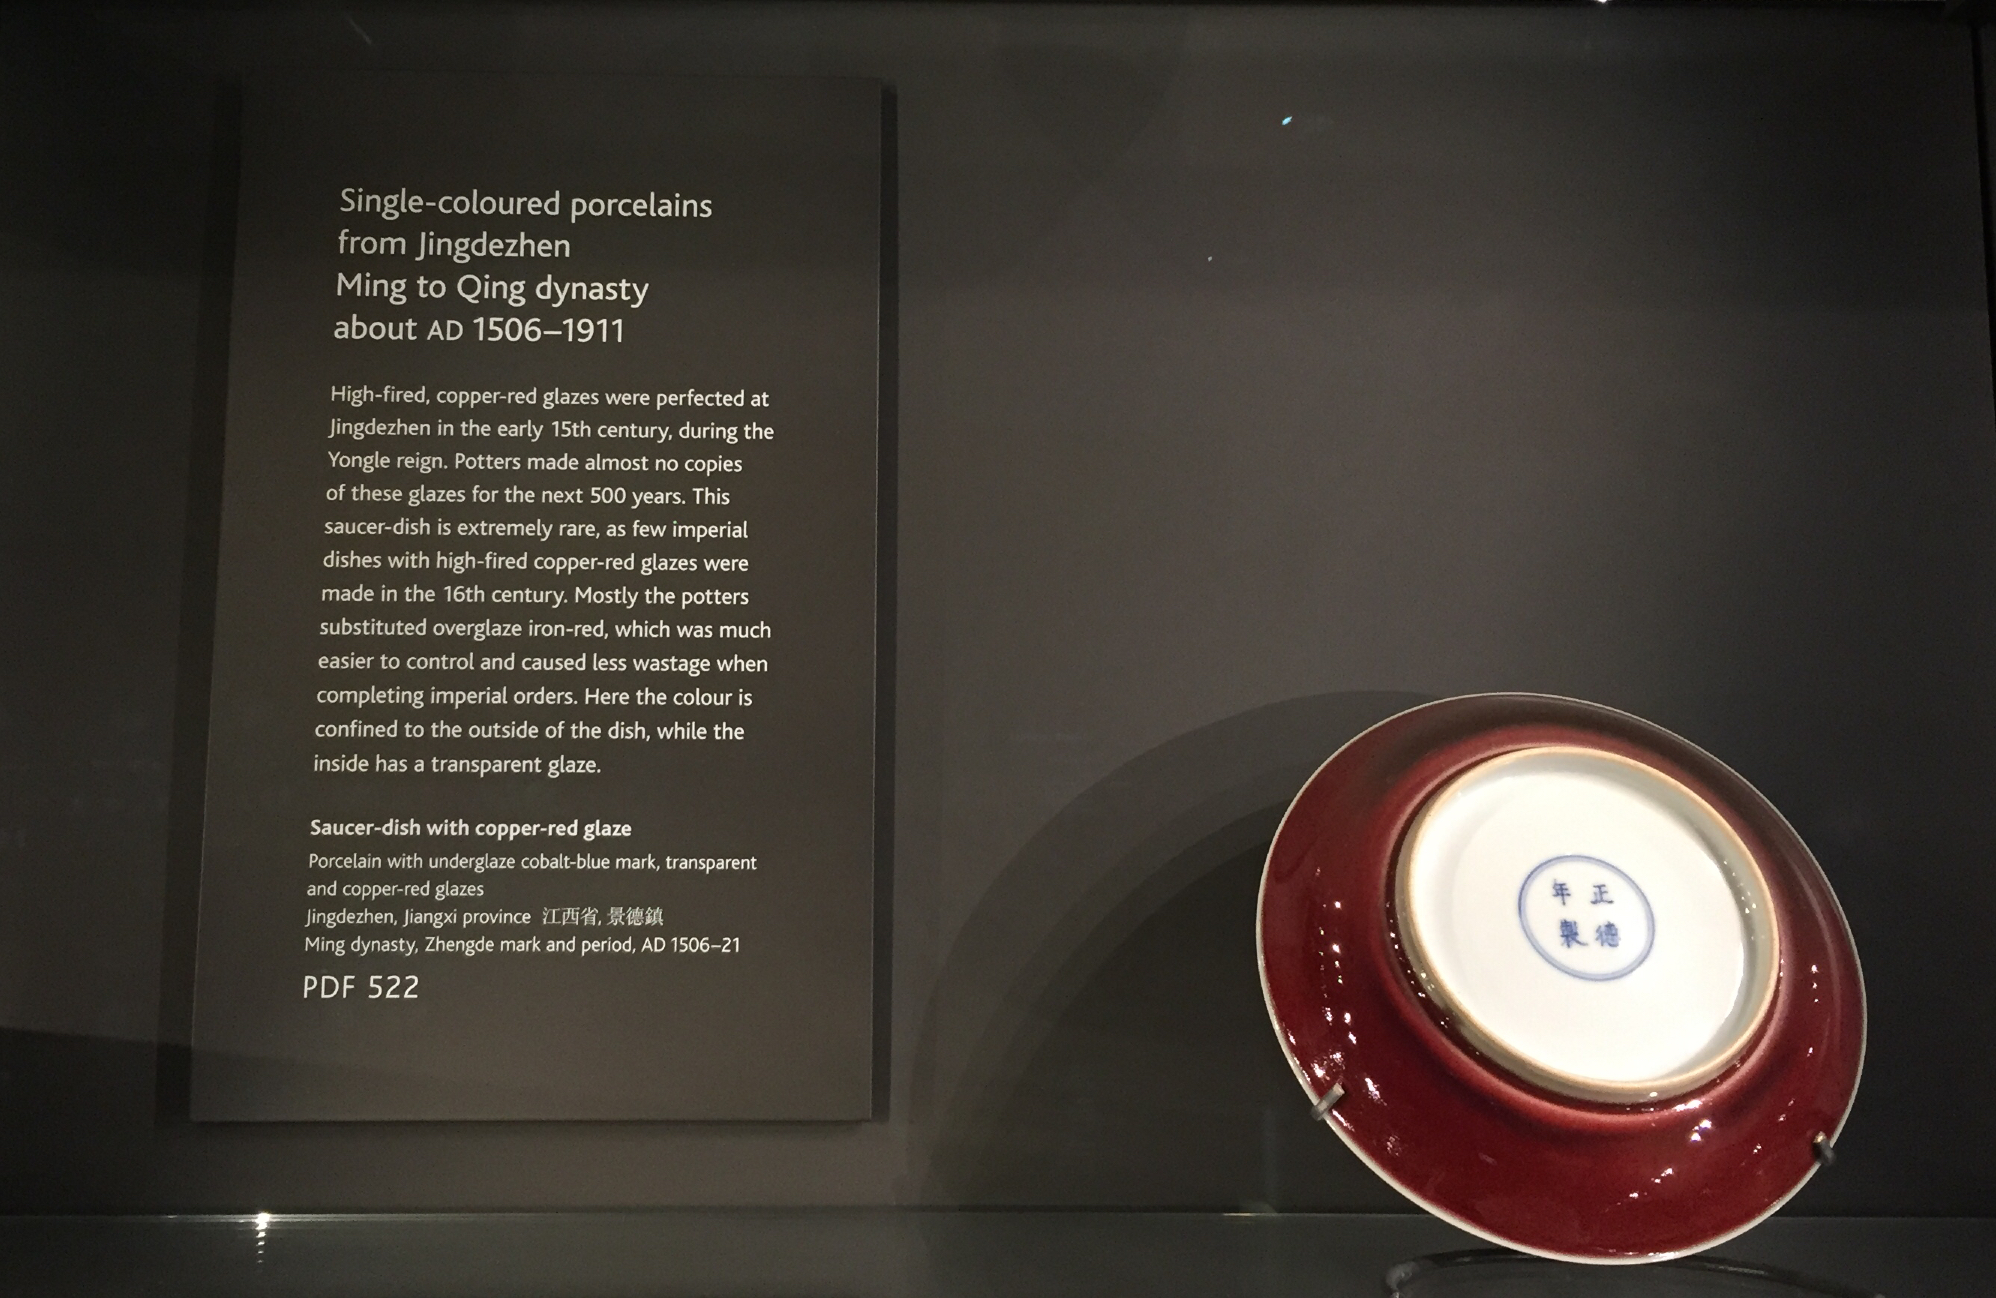 Single-coloured porcelains
from Jingdezhen
Ming to Qing dynasty
about AD 1506–1911
High-fired, copper-red glazes were perfected at
Jingdezhen in the early 15th century, during the
Yongle reign. Potters made almost no copies
of these glazes for the next 500 years. This
saucer-dish is extremely rare, as few imperial
dishes with high-fired copper-red glazes were
made in the 16th century. Mostly the potters
substituted overglaze iron-red, which was much
easier to control and caused less wastage when
completing imperial orders. Here the colour is
confined to the outside of the dish, while the
inside has a transparent glaze.
Saucer-dish with copper-red glaze
Porcelain with underglaze cobalt-blue mark, transparent
and copper-red glazes
Jingdezhen, Jiangxi province 江西省, 景德鎮
Ming dynasty, Zhengde mark and period, AD 1506–21
PDF 522
正德
年製